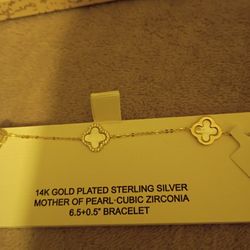 14K GOLD PLATED STERLING SILVER
MOTHER OF PEARL·CUBIC ZIRCONIA
6.5+0.5" BRACELET